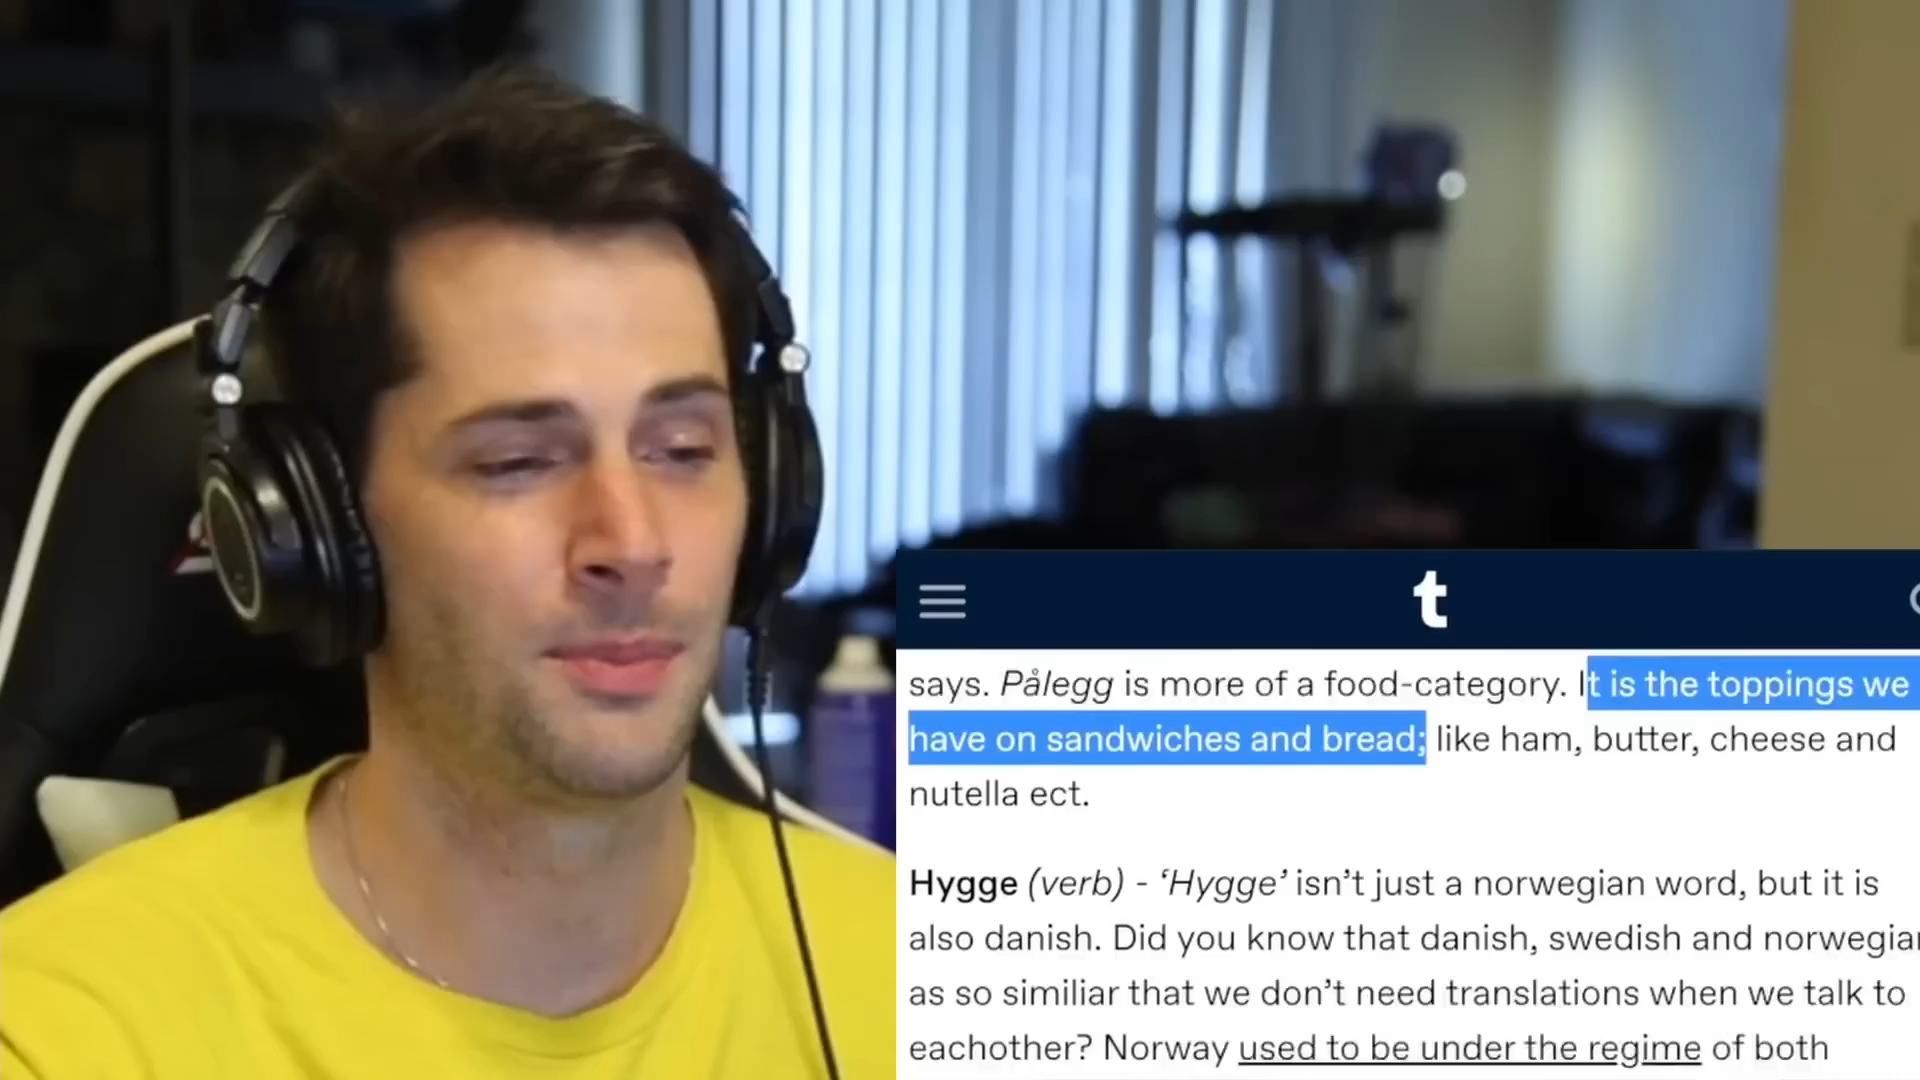 t
says. Pålegg is more of a food-category. It is the toppings we
have on sandwiches and bread; like ham, butter, cheese and
nutella ect.
Hygge (verb) - ‘Hygge’ isn’t just a norwegian word, but it is
also danish. Did you know that danish, swedish and norwegian
as so similiar that we don’t need translations when we talk to
eachother? Norway used to be under the regime of both